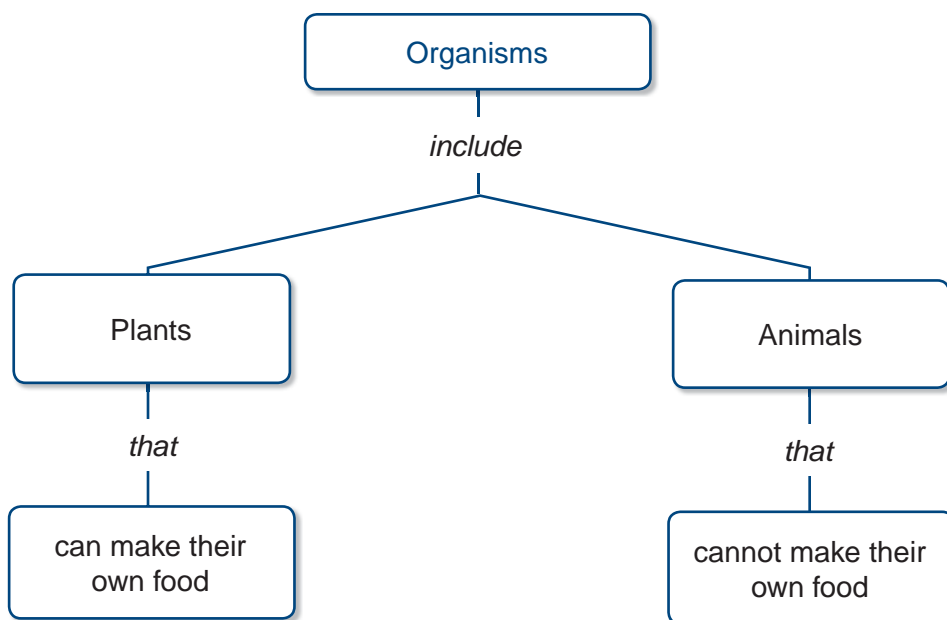 Organisms
include
Plants
Animals
that
that
can make their
own food
cannot make their
own food